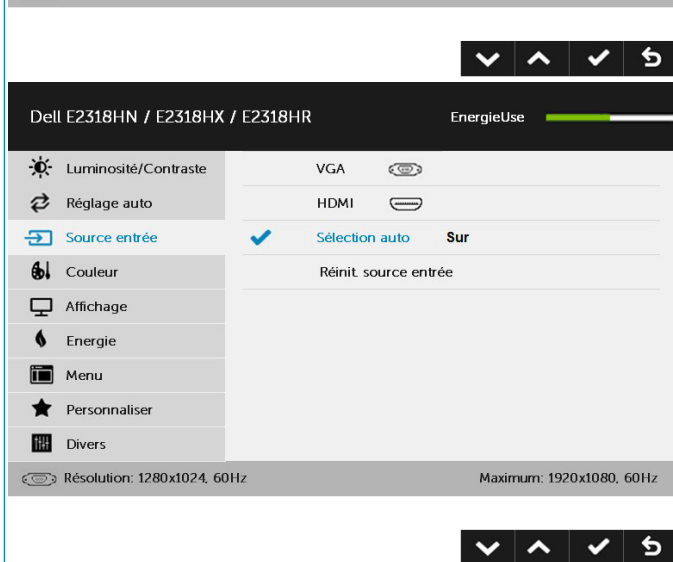 Dell E2318HN / E2318HX / E2318HR EnergieUse
Luminosité/Contraste VGA
Réglage auto HDMI
Source entrée Sélection auto Sur
Couleur Réinit. source entrée
Affichage
Energie
Menu
Personnaliser
Divers
Résolution: 1280x1024, 60Hz Maximum: 1920x1080, 60Hz